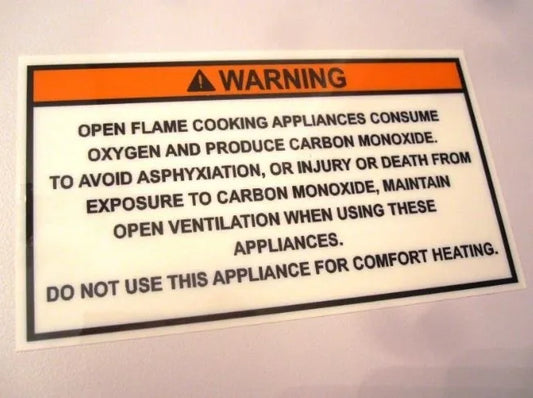 WARNING
OPEN FLAME COOKING APPLIANCES CONSUME
OXYGEN AND PRODUCE CARBON MONOXIDE.
TO AVOID ASPHYXIATION, OR INJURY OR DEATH FROM
EXPOSURE TO CARBON MONOXIDE, MAINTAIN
OPEN VENTILATION WHEN USING THESE
APPLIANCES.
DO NOT USE THIS APPLIANCE FOR COMFORT HEATING.